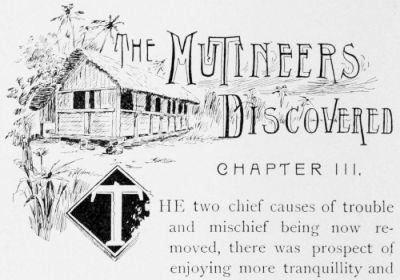 THE MUTINEERS
DISCOVERED
CHAPTER III.
THE two chief causes of trouble
and mischief being now re-
moved, there was prospect of
enjoying more tranquillity and